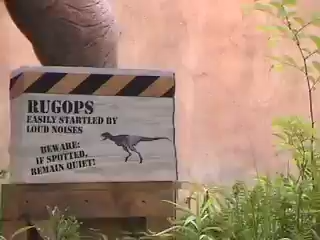 RUGOPS
EASILY STARTLED BY
LOUD NOISES
BEWARE:
IF SPOTTED,
REMAIN QUIET!